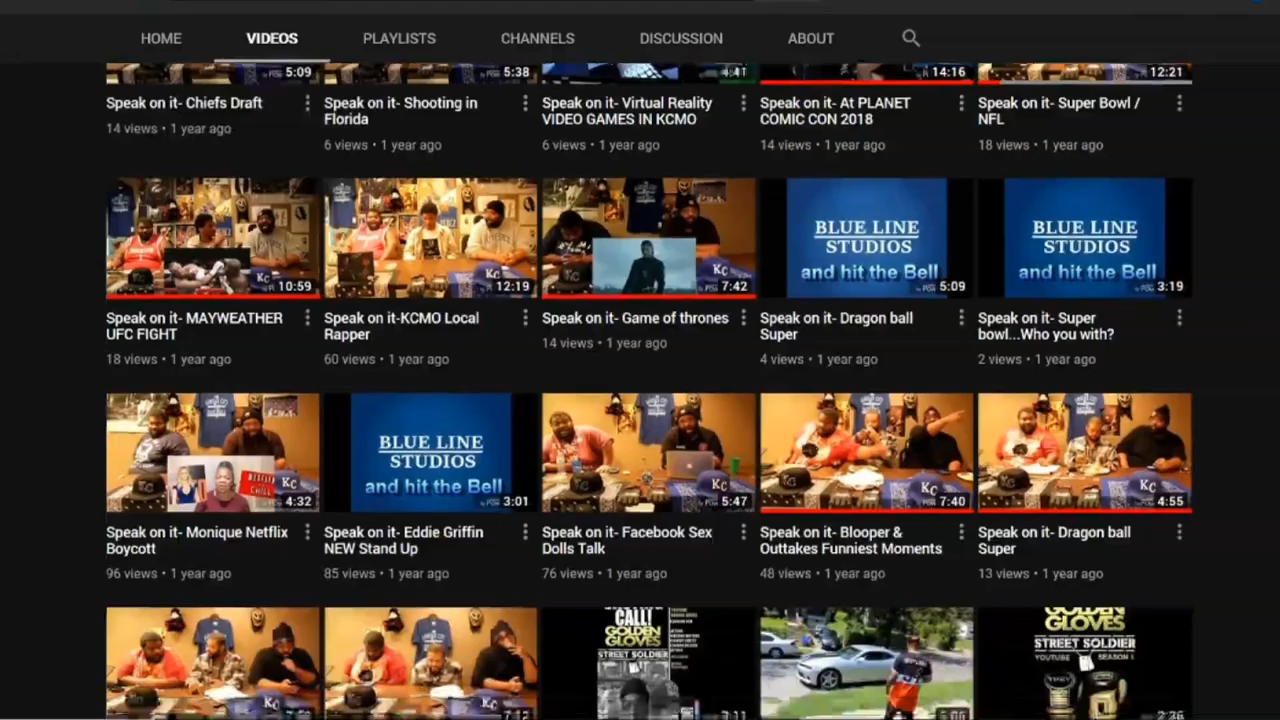 HOME VIDEOS PLAYLISTS CHANNELS DISCUSSION ABOUT
5:09 5:38 4:41 14:16 12:21
Speak on it- Chiefs Draft
14 views • 1 year ago
Speak on it- Shooting in
Florida
6 views • 1 year ago
Speak on it- Virtual Reality
VIDEO GAMES IN KCMO
6 views • 1 year ago
Speak on it- At PLANET
COMIC CON 2018
14 views • 1 year ago
Speak on it- Super Bowl /
NFL
18 views • 1 year ago
10:59
KC
12:19
KC
7:42
BLUE LINE
STUDIOS
and hit the Bell
5:09
BLUE LINE
STUDIOS
and hit the Bell
3:19
Speak on it- MAYWEATHER
UFC FIGHT
18 views • 1 year ago
Speak on it-KCMO Local
Rapper
60 views • 1 year ago
Speak on it- Game of thrones
14 views • 1 year ago
Speak on it- Dragon ball
Super
4 views • 1 year ago
Speak on it- Super
bowl...Who you with?
2 views • 1 year ago
KC
4:32
BLUE LINE
STUDIOS
and hit the Bell
3:01
KC
5:47
KC
7:40
KC
4:55
Speak on it- Monique Netflix
Boycott
96 views • 1 year ago
Speak on it- Eddie Griffin
NEW Stand Up
85 views • 1 year ago
Speak on it- Facebook Sex
Dolls Talk
76 views • 1 year ago
Speak on it- Blooper &
Outtakes Funniest Moments
48 views • 1 year ago
Speak on it- Dragon ball
Super
13 views • 1 year ago
CALL!
GOLDEN
GLOVES
STREET SOLDIER
GOLDEN
GLOVES
STREET SOLDIER
YOUTUBE SEASON 1